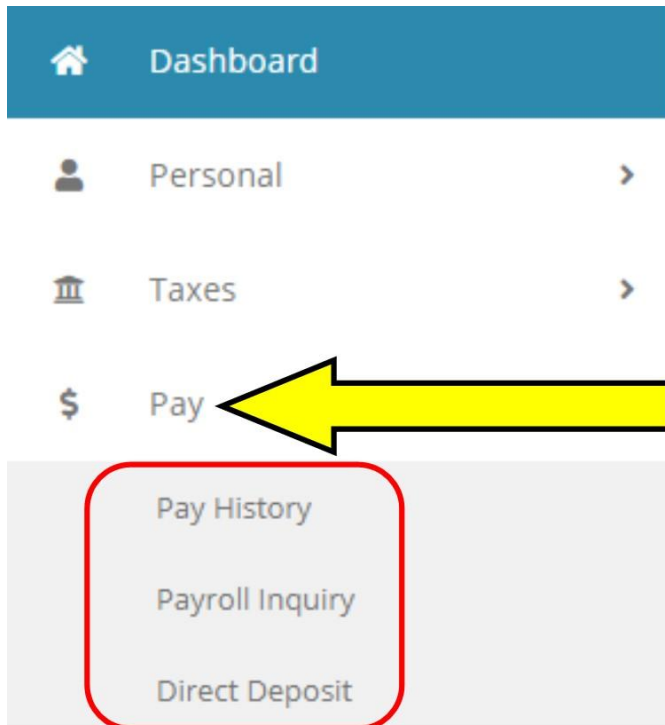 Dashboard
Personal
Taxes
$ Pay
Pay History
Payroll Inquiry
Direct Deposit